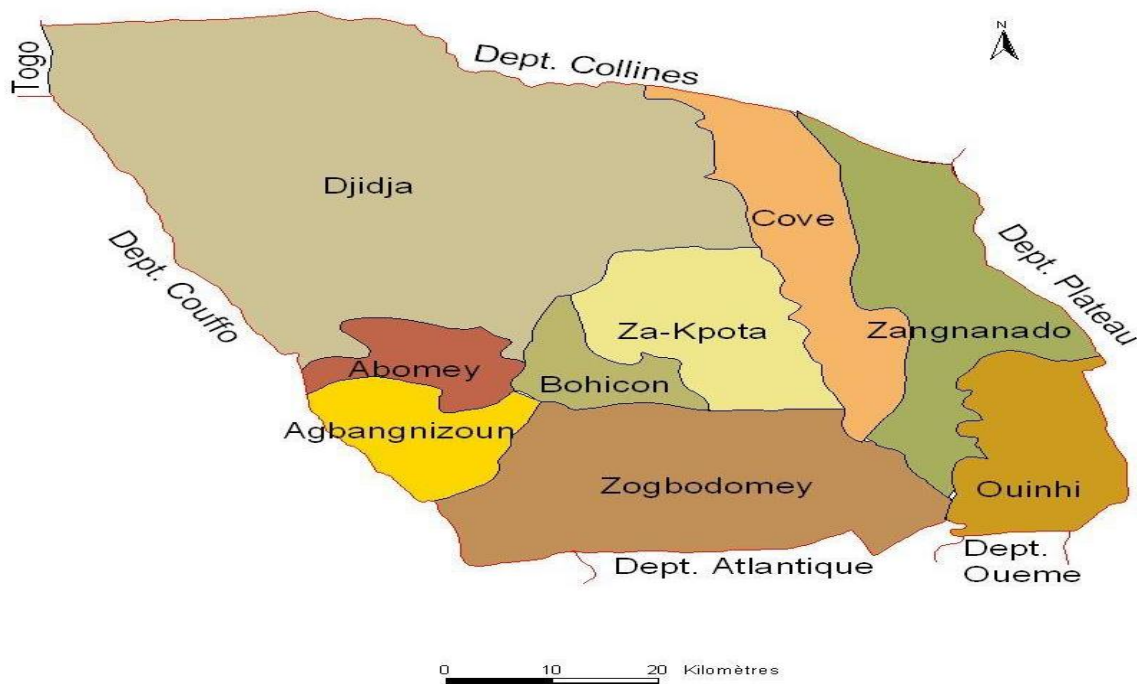 N
Togo
Dept. Collines
Djidja
Cove
Dept. Plateau
Dept. Couffo
Za-Kpota
Zangnanado
Abomey
Bohicon
Agbangnizoun
Zogbodomey
Ouinhi
Dept. Atlantique
Dept.
Oueme
0 10 20 Kilomètres